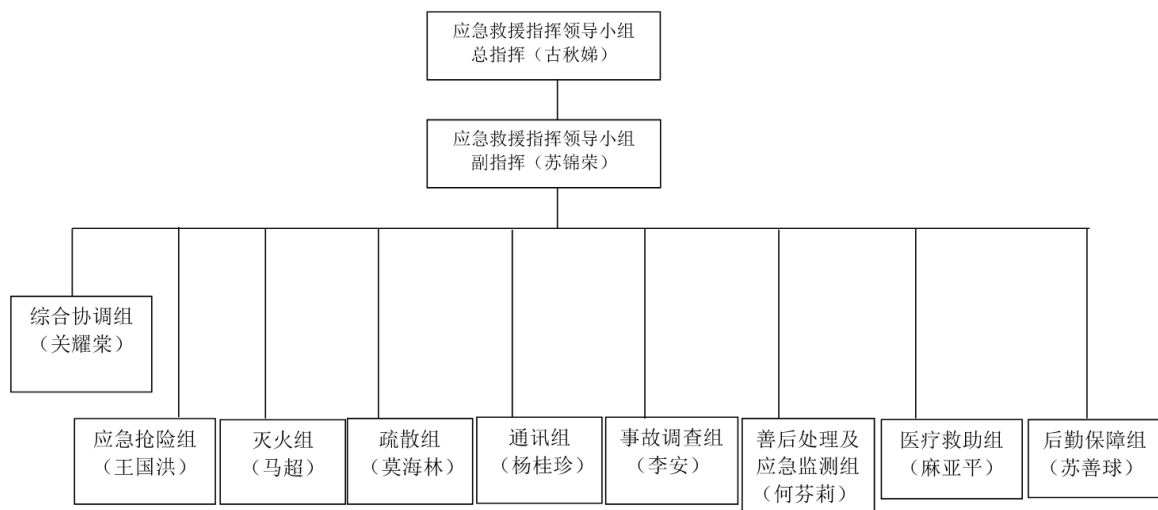 应急救援指挥领导小组
总指挥（古秋娣）
应急救援指挥领导小组
副指挥（苏锦荣）
综合协调组
（关耀棠）
应急抢险组
（王国洪）
灭火组
（马超）
疏散组
（莫海林）
通讯组
（杨桂珍）
事故调查组
（李安）
善后处理及
应急监测组
（何芬莉）
医疗救助组
（麻亚平）
后勤保障组
（苏善球）